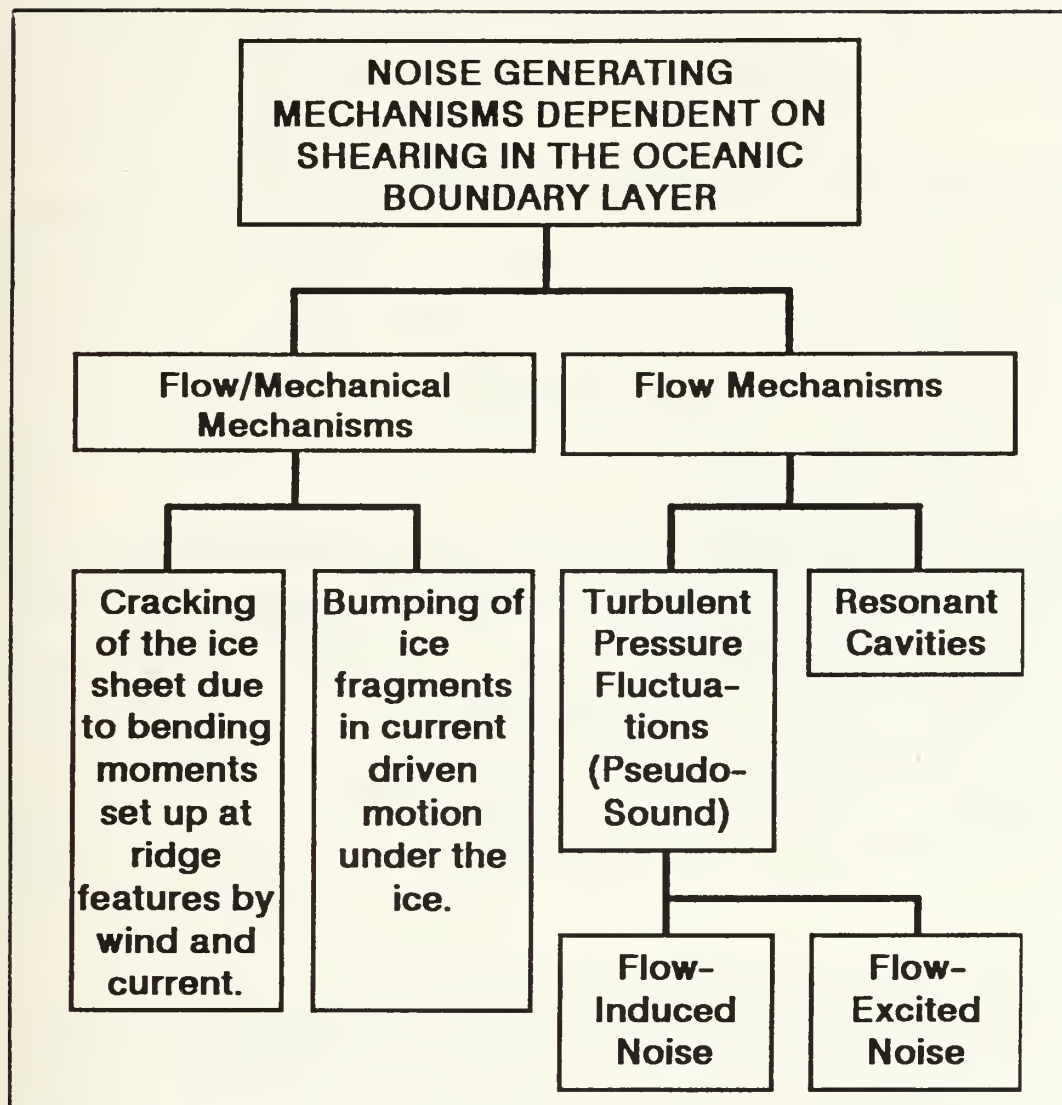 NOISE GENERATING
MECHANISMS DEPENDENT ON
SHEARING IN THE OCEANIC
BOUNDARY LAYER
Flow/Mechanical
Mechanisms
Flow Mechanisms
Cracking
of the ice
sheet due
to bending
moments
set up at
ridge
features by
wind and
current.
Bumping of
ice
fragments
in current
driven
motion
under the
ice.
Turbulent
Pressure
Fluctua-
tions
(Pseudo-
Sound)
Resonant
Cavities
Flow-
Induced
Noise
Flow-
Excited
Noise